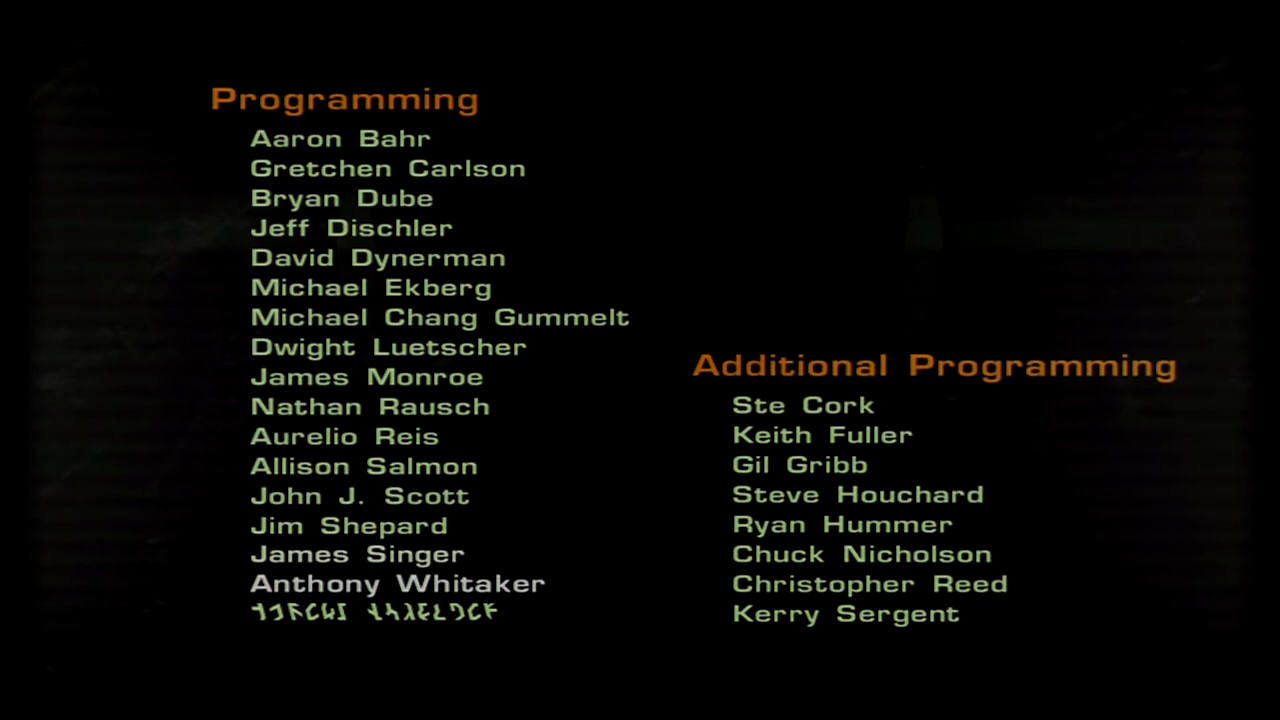 Programming
Aaron Bahr
Gretchen Carlson
Bryan Dube
Jeff Dischler
David Dynerman
Michael Ekberg
Michael Chang Gummelt
Dwight Luetscher
James Monroe
Nathan Rausch
Aurelio Reis
Allison Salmon
John J. Scott
Jim Shepard
James Singer
Anthony Whitaker
Additional Programming
Ste Cork
Keith Fuller
Gil Gribb
Steve Houchard
Ryan Hummer
Chuck Nicholson
Christopher Reed
Kerry Sergent